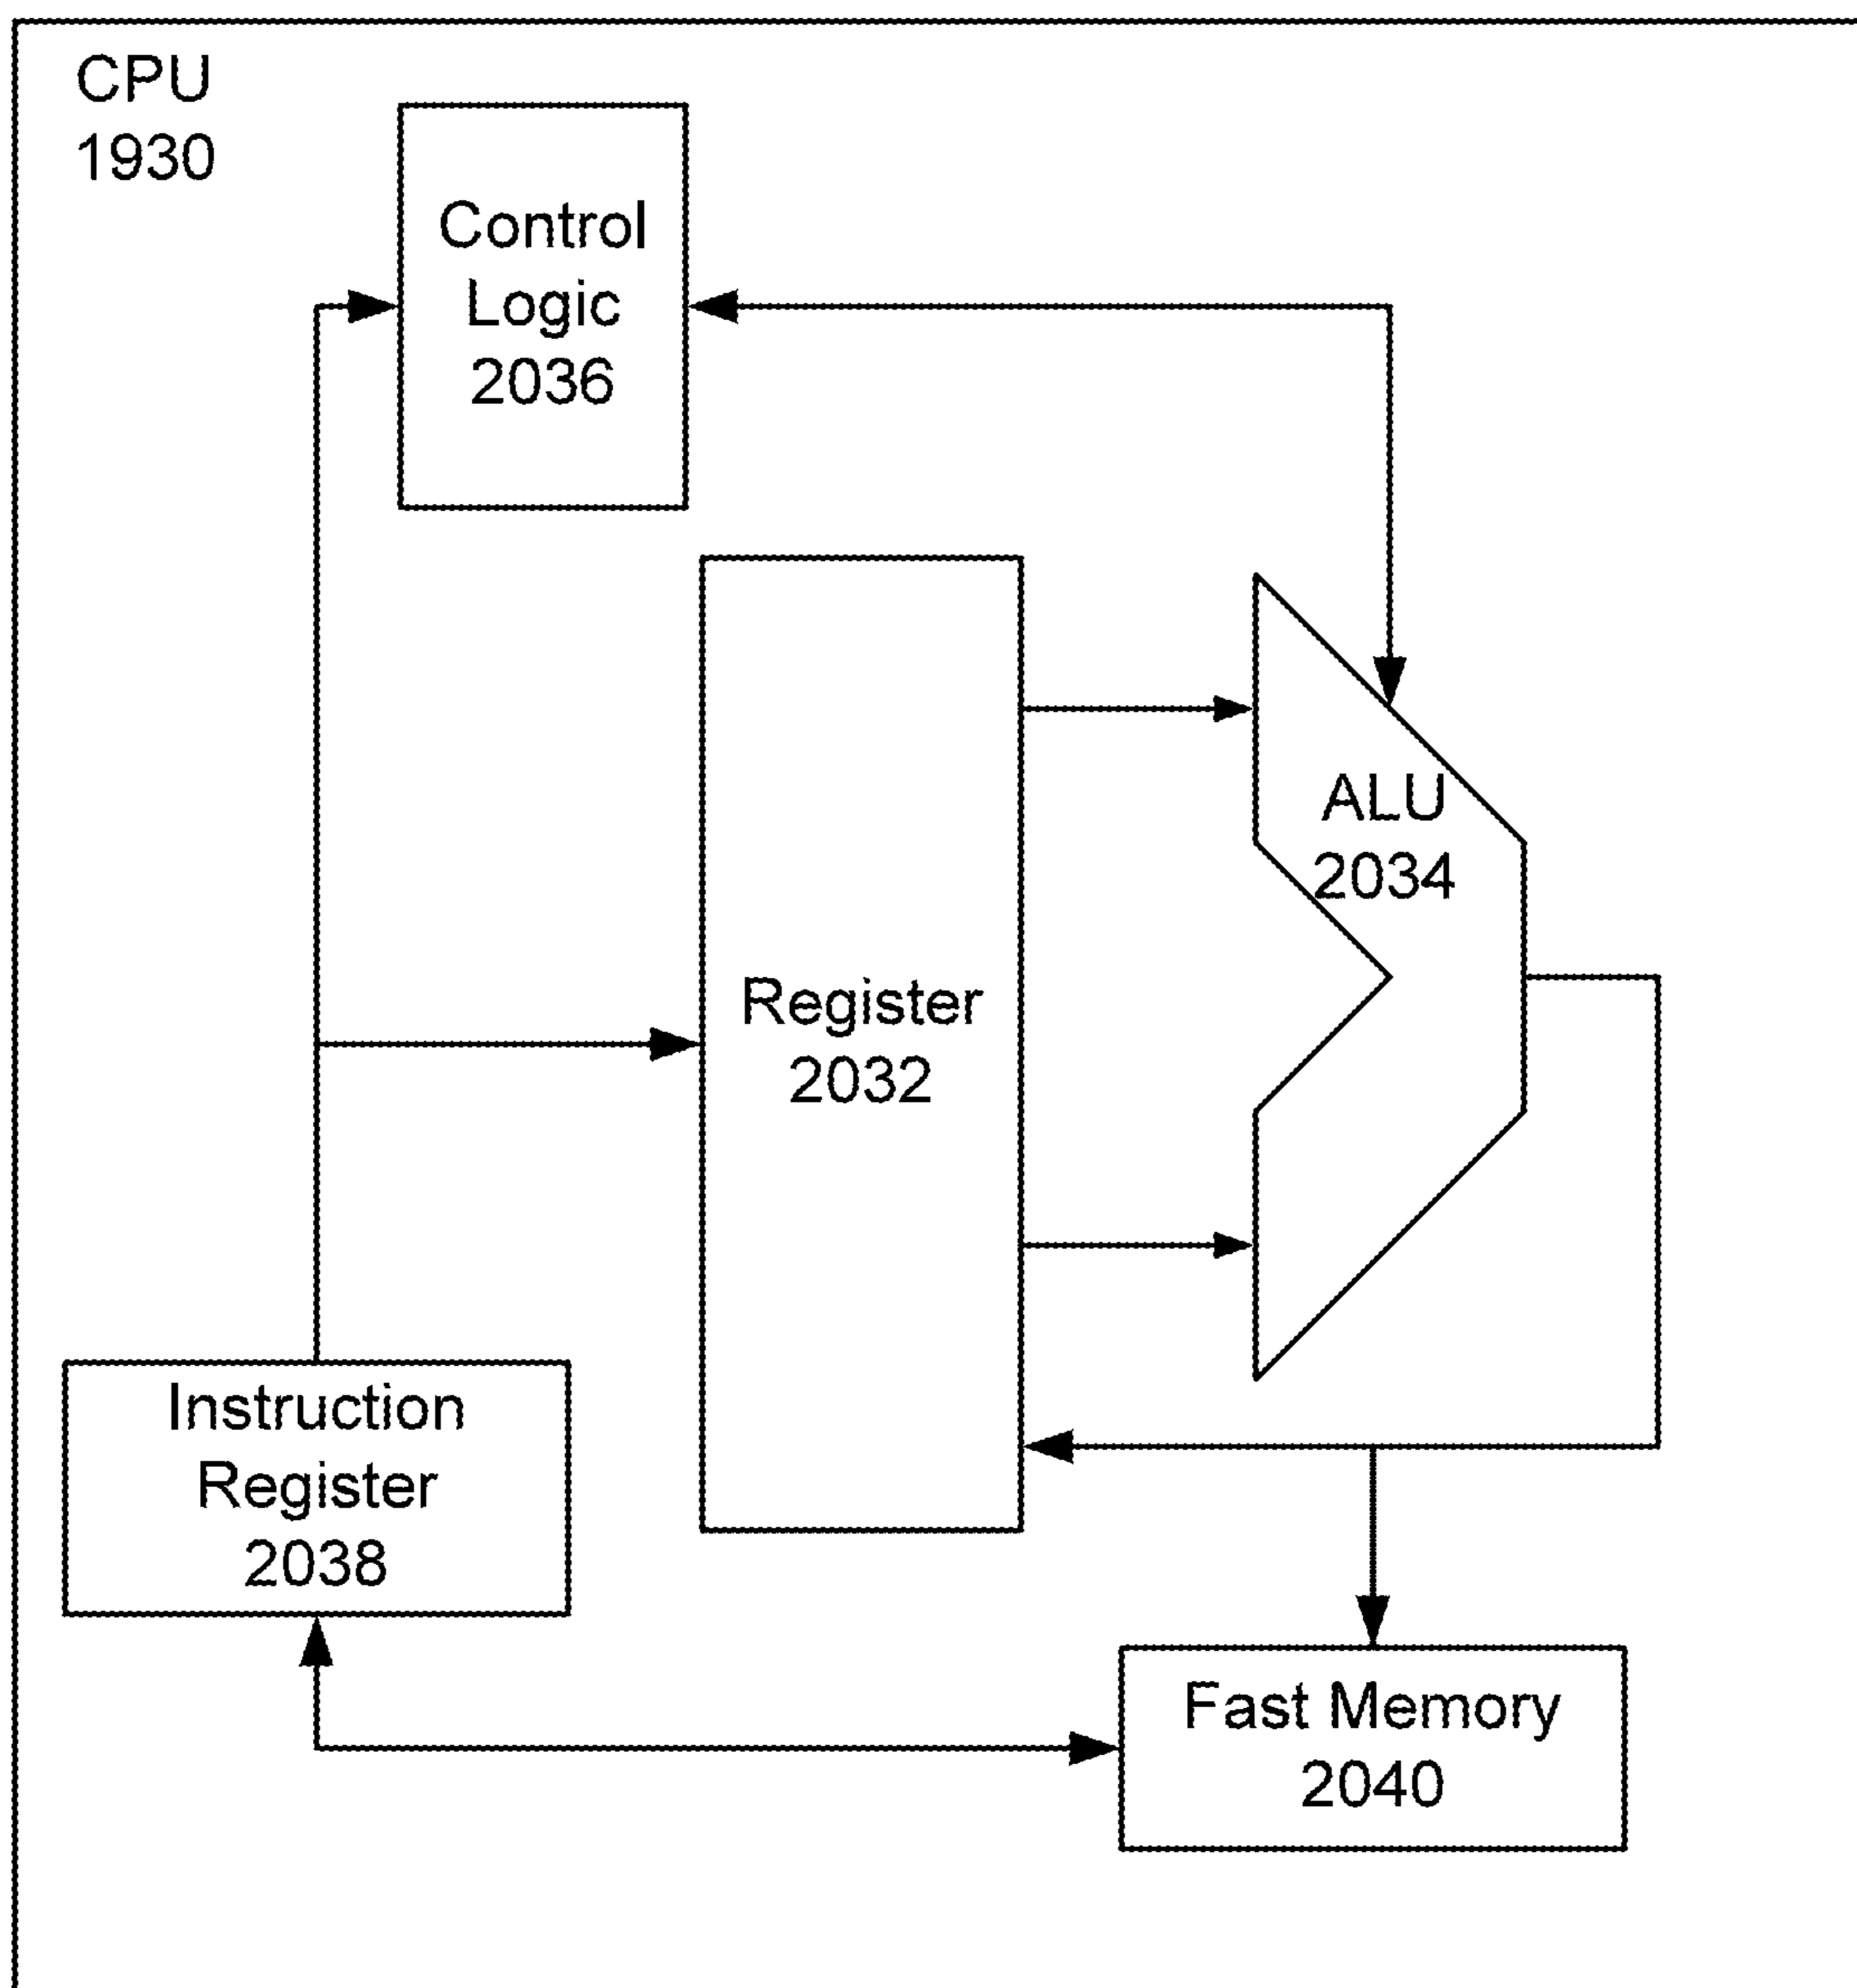 CPU
1930
Control
Logic
2036
ALU
2034
Register
2032
Instruction
Register
2038
Fast Memory
2040